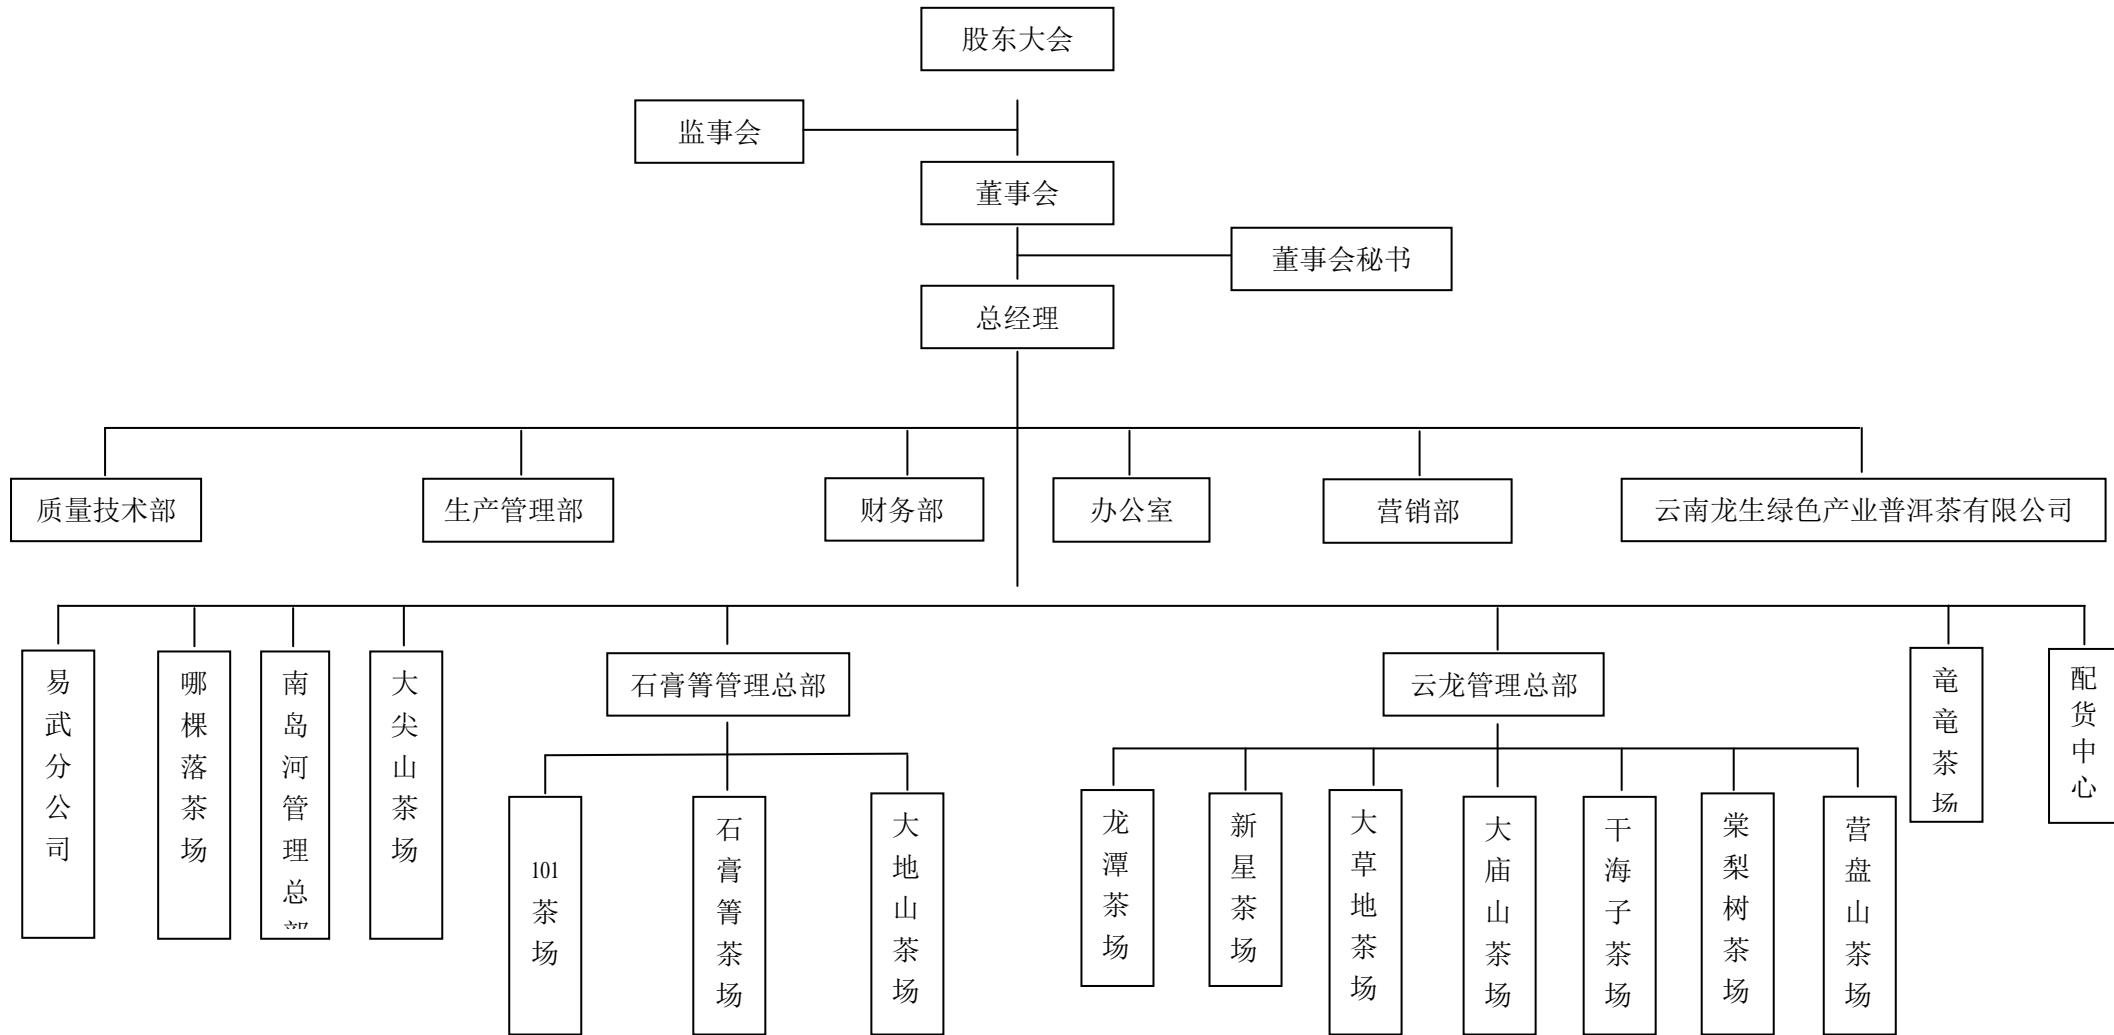 股东大会
监事会
董事会
董事会秘书
总经理
质量技术部
生产管理部
财务部
办公室
营销部
云南龙生绿色产业普洱茶有限公司
易武分公司
哪棵落茶场
南岛河管理总部
大尖山茶场
石膏箐管理总部
云龙管理总部
竜竜茶场
配货中心
101茶场
石膏箐茶场
大地山茶场
龙潭茶场
新星茶场
大草地茶场
大庙山茶场
干海子茶场
棠梨树茶场
营盘山茶场